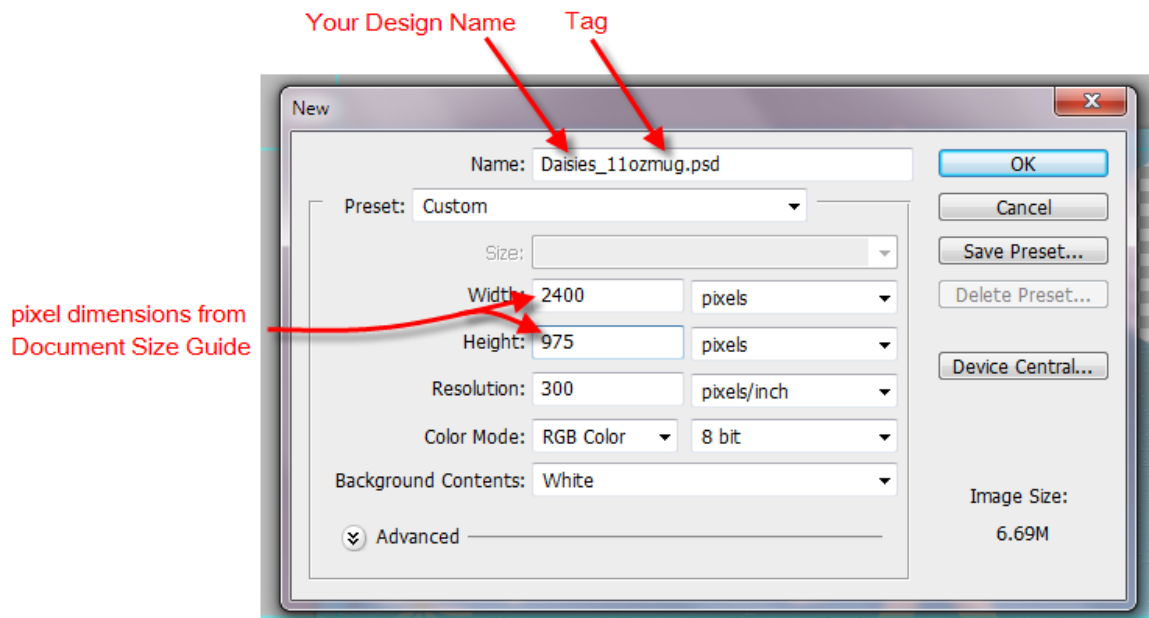 Your Design Name Tag
New
Name: Daisies_11ozmug.psd OK
Preset: Custom Cancel
Size: Save Preset...
Width: 2400 pixels Delete Preset...
pixel dimensions from
Document Size Guide
Height: 975 pixels
Device Central...
Resolution: 300 pixels/inch
Color Mode: RGB Color 8 bit
Background Contents: White
Image Size:
Advanced 6.69M